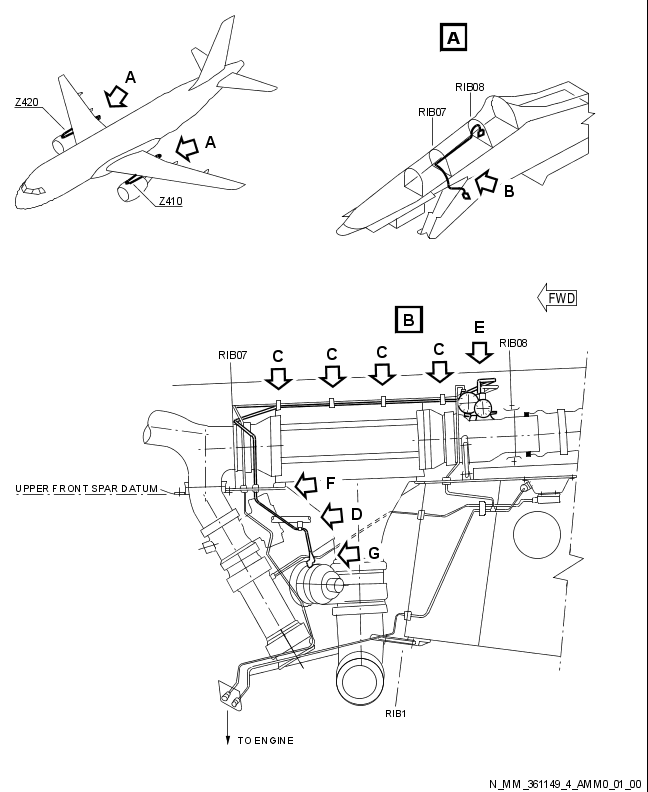 A
A
Z420
Z410
A
RIB08
RIB07
B
FWD
B
E
RIB07
C
C
C
C
RIB08
UPPER FRONT SPAR DATUM
F
D
G
RIB1
TO ENGINE
N_MM_361149_4_AMM0_01_00